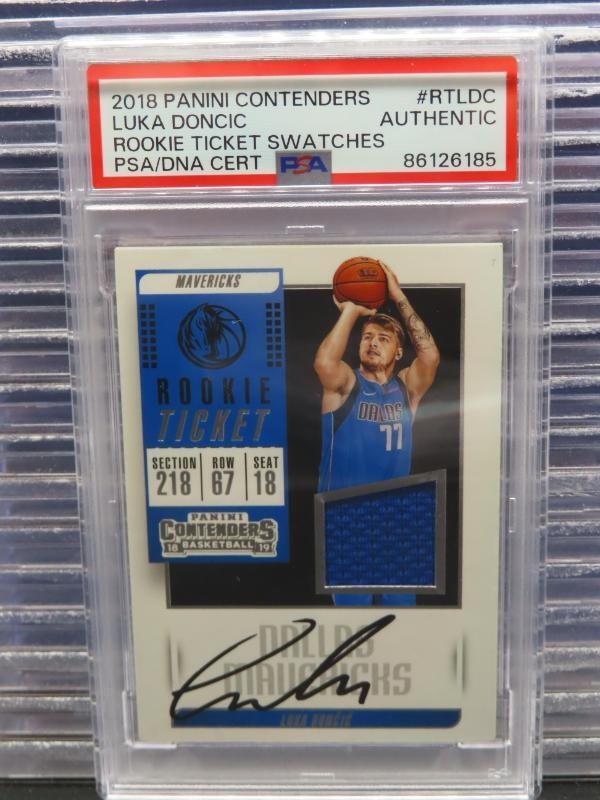 2018 PANINI CONTENDERS #RTLDC
LUKA DONCIC AUTHENTIC
ROOKIE TICKET SWATCHES
PSA/DNA CERT PSA 86126185
MAVERICKS
ROOKIE
TICKET
SECTION ROW SEAT
218 67 18
PANINI
CONTENDERS
18 BASKETBALL 19
DALLAS
77
DALLAS
MAVERICKS
LUKA DONČIĆ